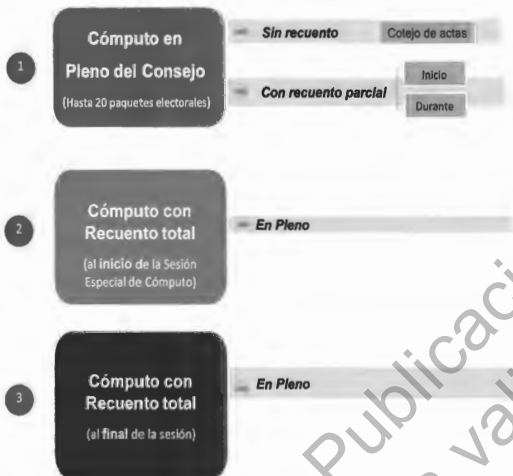 1
Cómputo en
Pleno del Consejo
(Hasta 20 paquetes electorales)
Sin recuento
Cotejo de actas
Con recuento parcial
Inicio
Durante
2
Cómputo con
Recuento total
(al inicio de la Sesión
Especial de Cómputo)
En Pleno
3
Cómputo con
Recuento total
(al final de la sesión)
En Pleno